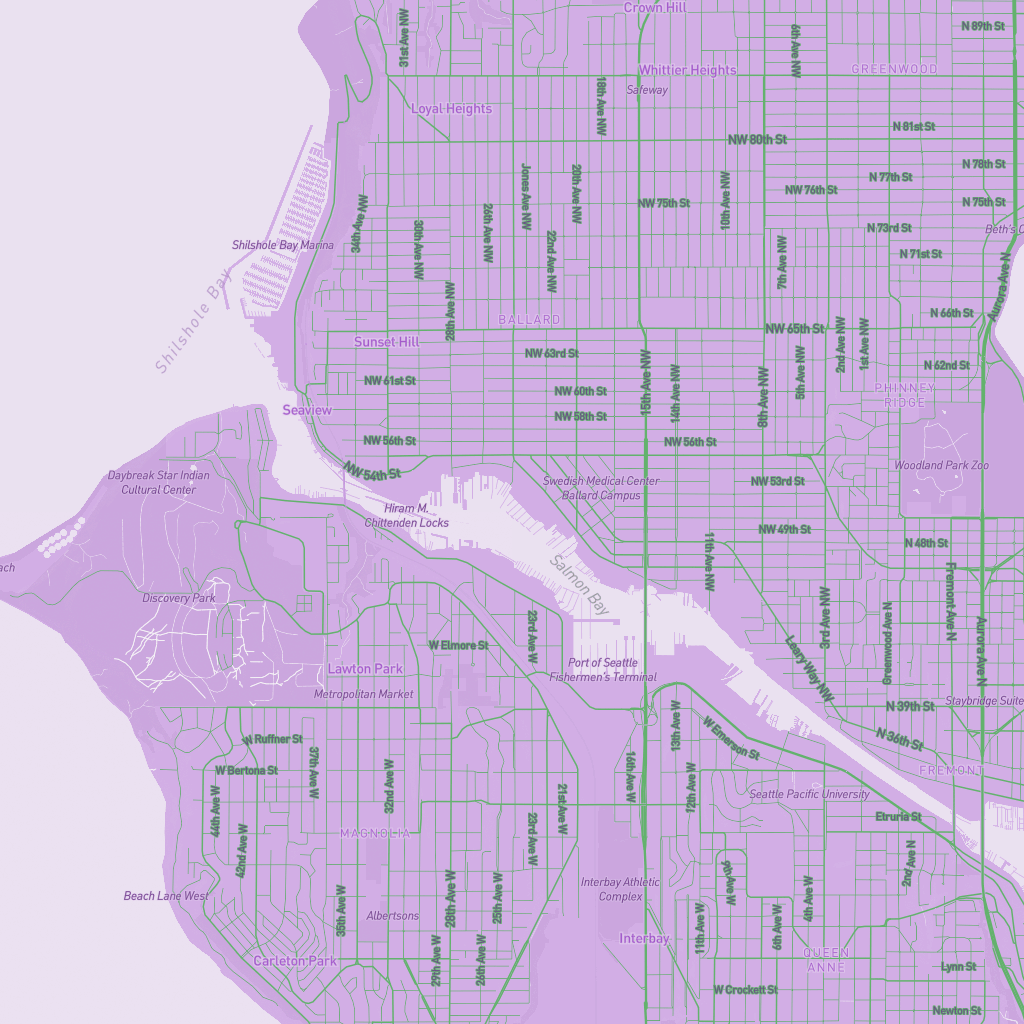 Crown Hill
31st Ave NW
6th Ave NW
N 89th St
Whittier Heights
GREENWOOD
Safeway
18th Ave NW
Loyal Heights
N 81st St
NW 80th St
N 78th St
Jones Ave NW
20th Ave NW
10th Ave NW
N 77th St
NW 76th St
NW 75th St
N 75th St
34th Ave NW
30th Ave NW
26th Ave NW
22nd Ave NW
7th Ave NW
N 73rd St
Beth's C
Shilshole Bay Marina
N 71st St
Aurora Ave N
Shilshole Bay
28th Ave NW
BALLARD
N 66th St
NW 65th St
2nd Ave NW
1st Ave NW
Sunset Hill
NW 63rd St
5th Ave NW
N 62nd St
15th Ave NW
14th Ave NW
8th Ave NW
NW 61st St
NW 60th St
PHINNEY
RIDGE
Seaview
NW 58th St
NW 56th St
NW 56th St
NW 54th St
Daybreak Star Indian
Cultural Center
Woodland Park Zoo
Swedish Medical Center
Ballard Campus
NW 53rd St
Hiram M.
Chittenden Locks
NW 49th St
11th Ave NW
N 48th St
ach
Salmon Bay
Fremont Ave N
Discovery Park
3rd Ave NW
Greenwood Ave N
23rd Ave W
Aurora Ave N
W Elmore St
Leary Way NW
Lawton Park
Port of Seattle
Fishermen's Terminal
Metropolitan Market
Staybridge Suite
N 39th St
13th Ave W
W Emerson St
N 36th St
W Ruffner St
37th Ave W
W Bertona St
32nd Ave W
16th Ave W
12th Ave W
FREMONT
44th Ave W
21st Ave W
Seattle Pacific University
Etruria St
MAGNOLIA
42nd Ave W
23rd Ave W
2nd Ave N
9th Ave W
Interbay Athletic
Complex
Beach Lane West
35th Ave W
28th Ave W
25th Ave W
4th Ave W
Albertsons
11th Ave W
6th Ave W
Interbay
29th Ave W
26th Ave W
QUEEN
ANNE
Carleton Park
Lynn St
W Crockett St
Newton St